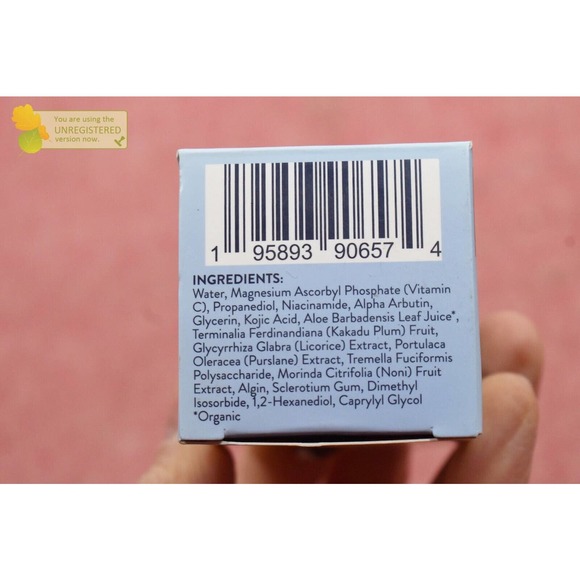 You are using the
UNREGISTERED
version now.
1 95893 90657 4
INGREDIENTS:
Water, Magnesium Ascorbyl Phosphate (Vitamin
C), Propanediol, Niacinamide, Alpha Arbutin,
Glycerin, Kojic Acid, Aloe Barbadensis Leaf Juice*,
Terminalia Ferdinandiana (Kakadu Plum) Fruit,
Glycyrrhiza Glabra (Licorice) Extract, Portulaca
Oleracea (Purslane) Extract, Tremella Fuciformis
Polysaccharide, Morinda Citrifolia (Noni) Fruit
Extract, Algin, Sclerotium Gum, Dimethyl
Isosorbide, 1,2-Hexanediol, Caprylyl Glycol
*Organic